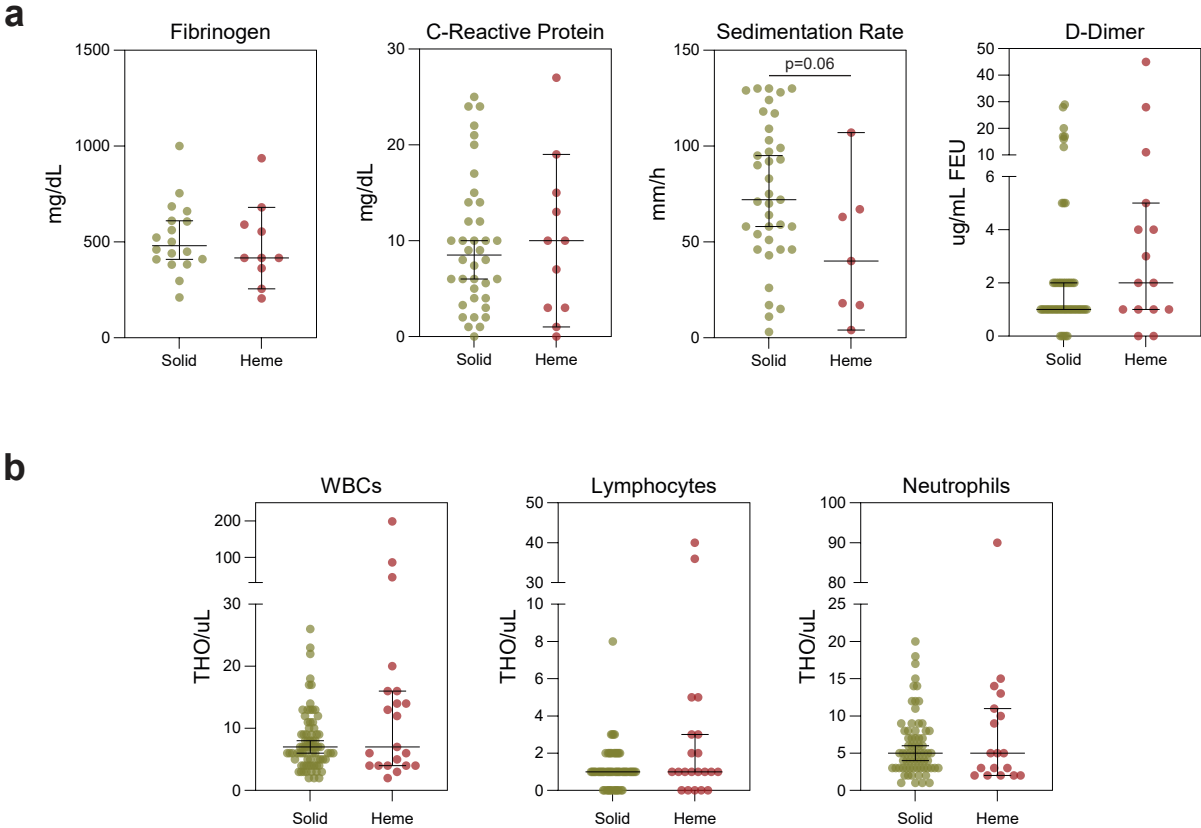 a
Fibrinogen
1500
1000
500
0
mg/dL
Solid
Heme
C-Reactive Protein
30
20
10
0
mg/dL
Solid
Heme
Sedimentation Rate
p=0.06
150
100
50
0
mm/h
Solid
Heme
D-Dimer
50
40
30
20
10
6
4
2
0
ug/mL FEU
Solid
Heme
b
WBCs
200
100
30
20
10
0
THO/uL
Solid
Heme
Lymphocytes
50
40
30
10
8
6
4
2
0
THO/uL
Solid
Heme
Neutrophils
100
90
80
25
20
15
10
5
0
THO/uL
Solid
Heme